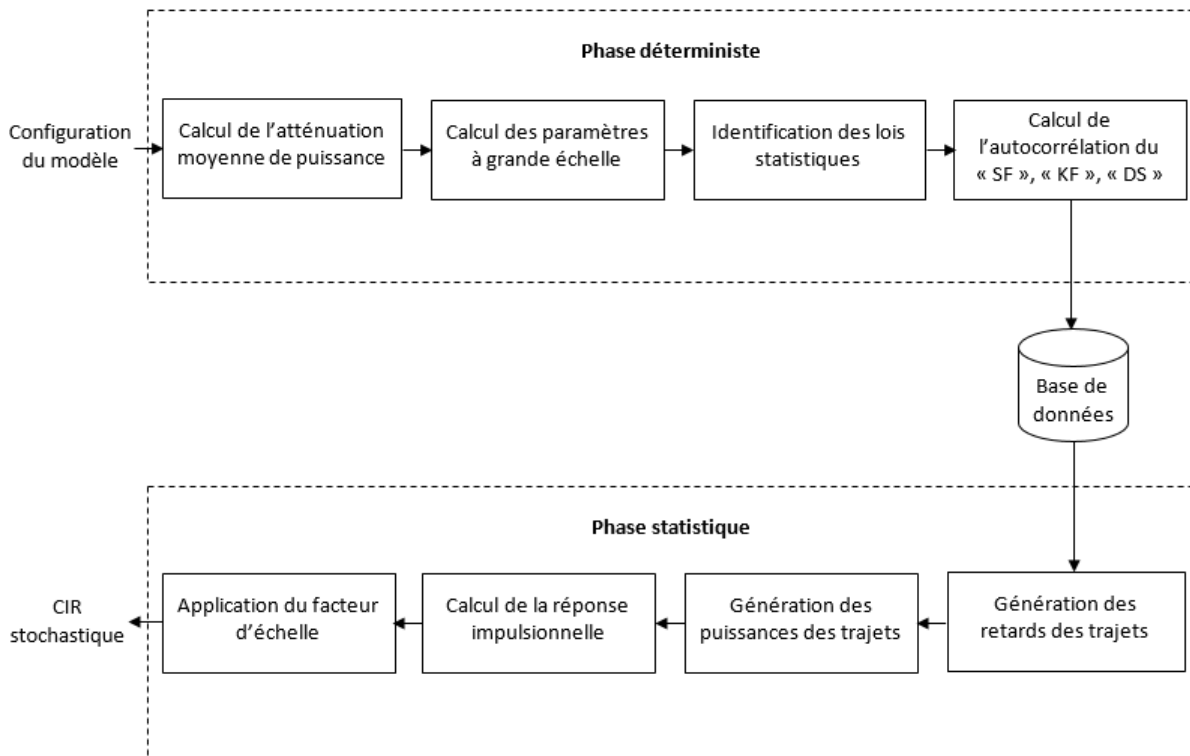 Phase déterministe
Configuration
du modèle
Calcul de l'atténuation
moyenne de puissance
Calcul des paramètres
à grande échelle
Identification des lois
statistiques
Calcul de
l'autocorrélation du
« SF », « KF », « DS »
Base de
données
Phase statistique
CIR
stochastique
Application du facteur
d'échelle
Calcul de la réponse
impulsionnelle
Génération des
puissances des trajets
Génération des
retards des trajets